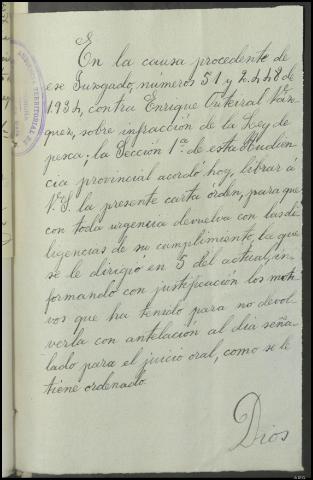 En la causa procedente de
ese Juzgado, números 51 y 2.448 de
1.934, contra Enrique Outeiral Váz-
quez, sobre infracción de la Ley de
pesca; la Sección 1ª de esta Audien-
cia provincial acordó hoy, librar á
V.S. la presente carta orden, para que
con toda urgencia devuelva con las di-
ligencias de su cumplimiento, la que
se le dirigió en 5 del actual, in-
formando con justificación los moti-
vos que ha tenido para no devol-
verla con antelación al dia seña-
lado para el juicio oral, como se le
tiene ordenado.
Dios